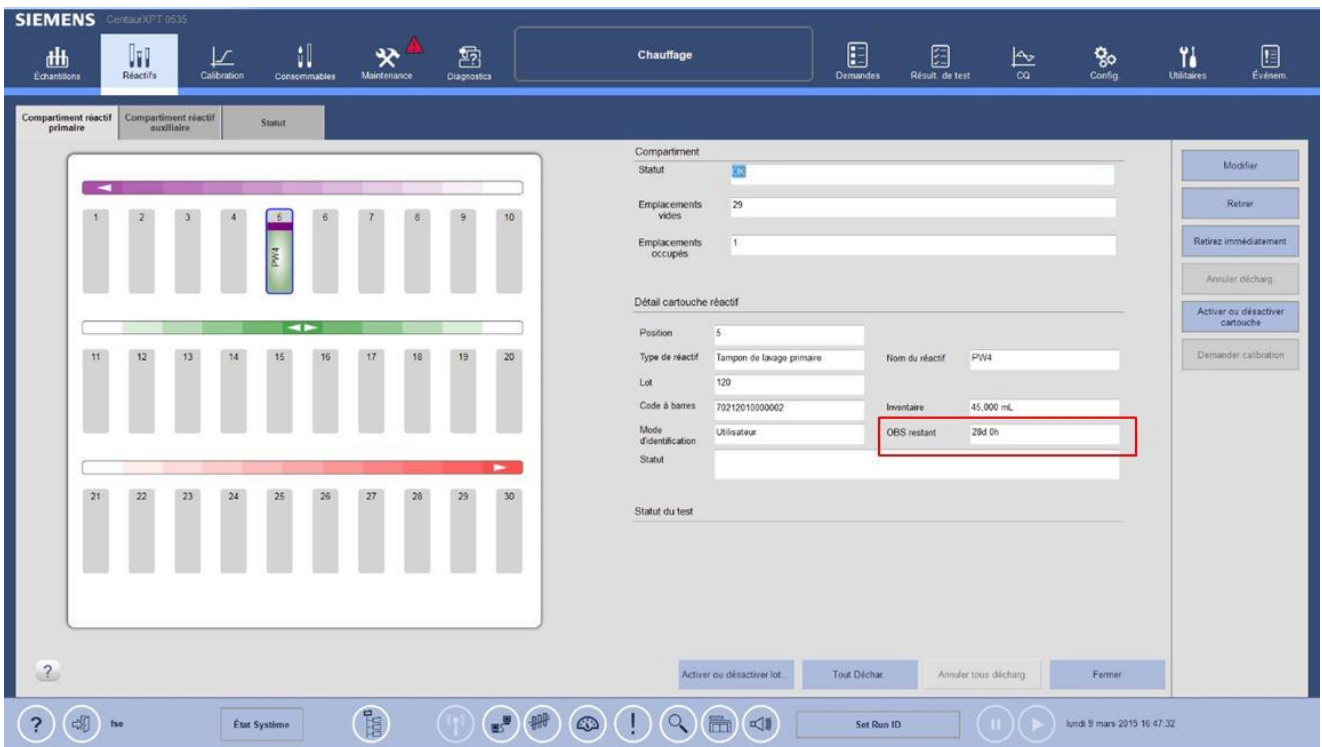 SIEMENS CentaurXPT 0535
Échantillons
Réactifs
Calibration
Consommables
Maintenance
Diagnostics
Chauffage
Demandes
Résult. de test
CQ
Config.
Utilitaires
Événem.
Compartiment réactif
primaire
Compartiment réactif
auxiliaire
Statut
1 2 3 4 5 6 7 8 9 10
PW4
11 12 13 14 15 16 17 18 19 20
21 22 23 24 25 26 27 28 29 30
Compartiment
Statut OK
Emplacements
vides
29
Emplacements
occupés
1
Détail cartouche réactif
Position 5
Type de réactif Tampon de lavage primaire Nom du réactif PW4
Lot 120
Code à barres 70212010000002 Inventaire 45,000 mL
Mode
d'identification
Utilisateur OBS restant 28d 0h
Statut
Statut du test
Modifier
Retirer
Retirez immédiatement
Annuler décharg.
Activer ou désactiver
cartouche
Demander calibration
?
Activer ou désactiver lot...
Tout Déchar.
Annuler tous décharg.
Fermer
?
fse
État Système
!
Set Run ID
lundi 9 mars 2015 16:47:32